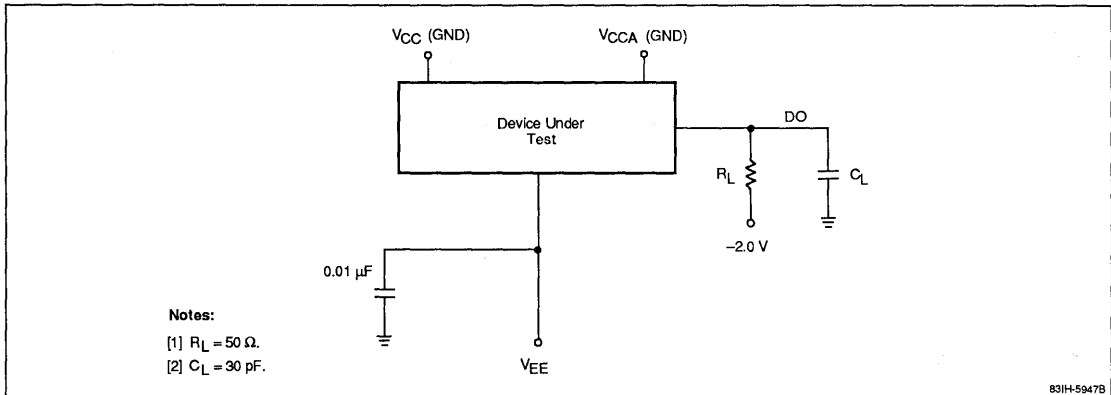 VCC (GND)
VCCA (GND)
Device Under
Test
DO
RL
CL
–2.0 V
0.01 µF
VEE
Notes:
[1] RL = 50 Ω.
[2] CL = 30 pF.
83IH-5947B